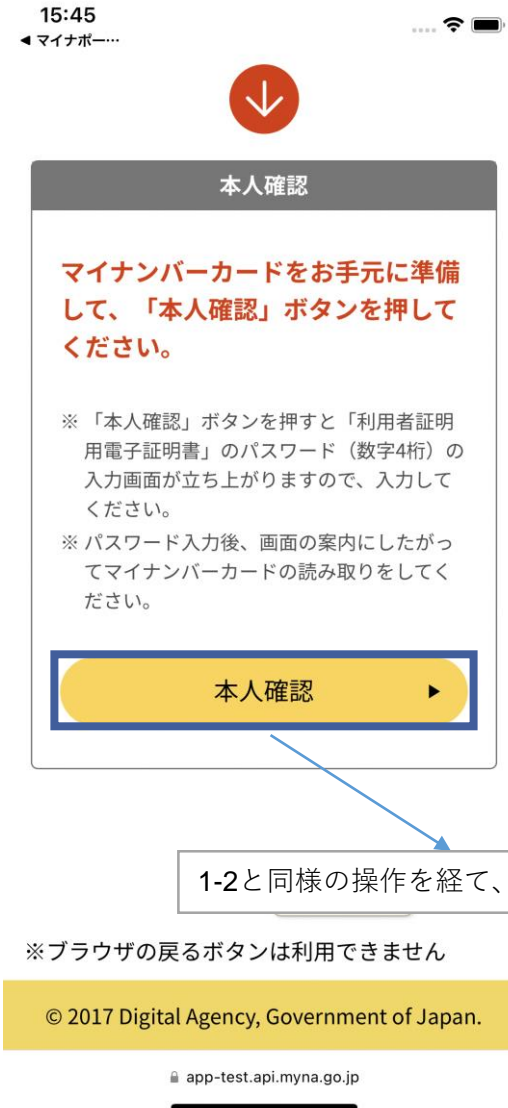 15:45
◀ マイナポー…
本人確認
マイナンバーカードをお手元に準備
して、「本人確認」ボタンを押して
ください。
※ 「本人確認」ボタンを押すと「利用者証明
用電子証明書」のパスワード（数字4桁）の
入力画面が立ち上がりますので、入力して
ください。
※ パスワード入力後、画面の案内にしたがっ
てマイナンバーカードの読み取りをしてく
ださい。
本人確認
1-2と同様の操作を経て、
※ブラウザの戻るボタンは利用できません
© 2017 Digital Agency, Government of Japan.
app-test.api.myna.go.jp